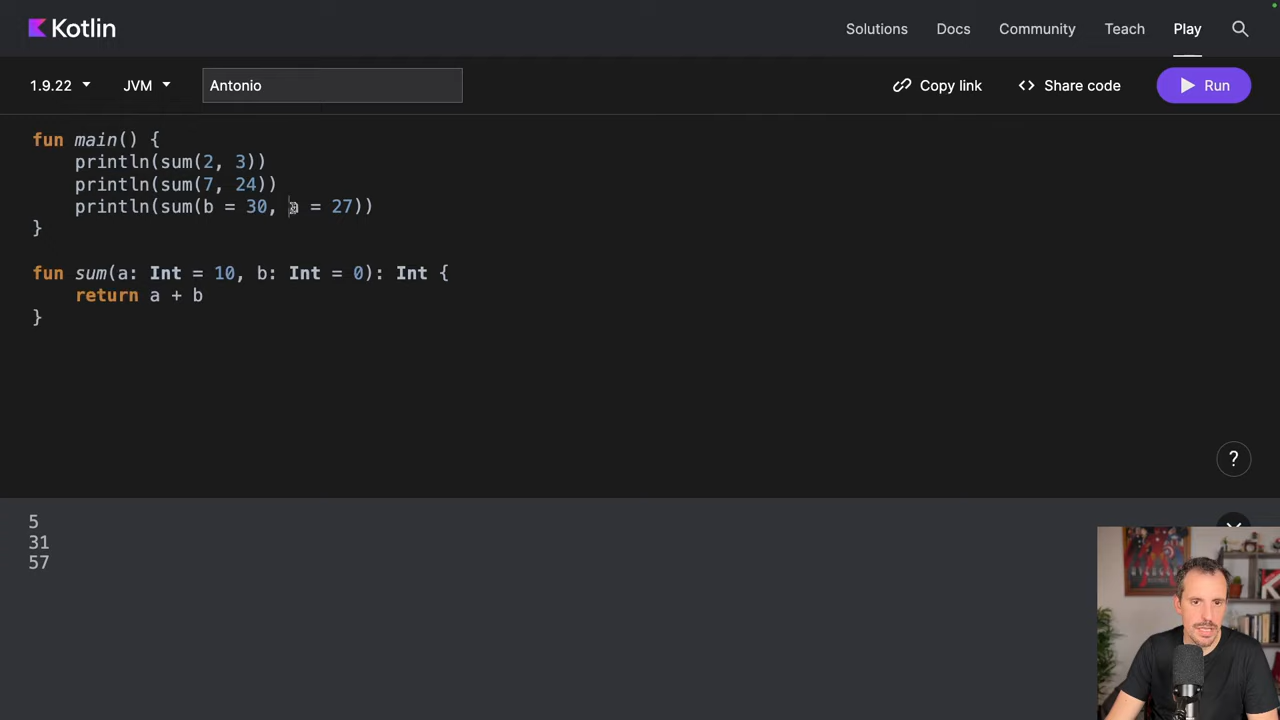 Kotlin
Solutions Docs Community Teach Play
1.9.22 JVM Antonio Copy link <> Share code Run
fun main() {
    println(sum(2, 3))
    println(sum(7, 24))
    println(sum(b = 30, a = 27))
}
fun sum(a: Int = 10, b: Int = 0): Int {
    return a + b
}
?
5
31
57